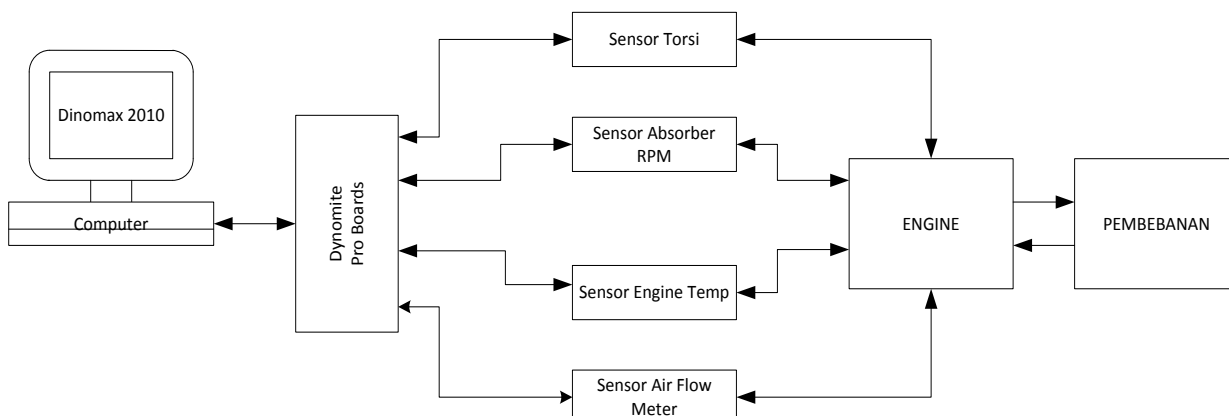 Dinomax 2010
Computer
Dynomite
Pro Boards
Sensor Torsi
Sensor Absorber
RPM
Sensor Engine Temp
Sensor Air Flow
Meter
ENGINE
PEMBEBANAN